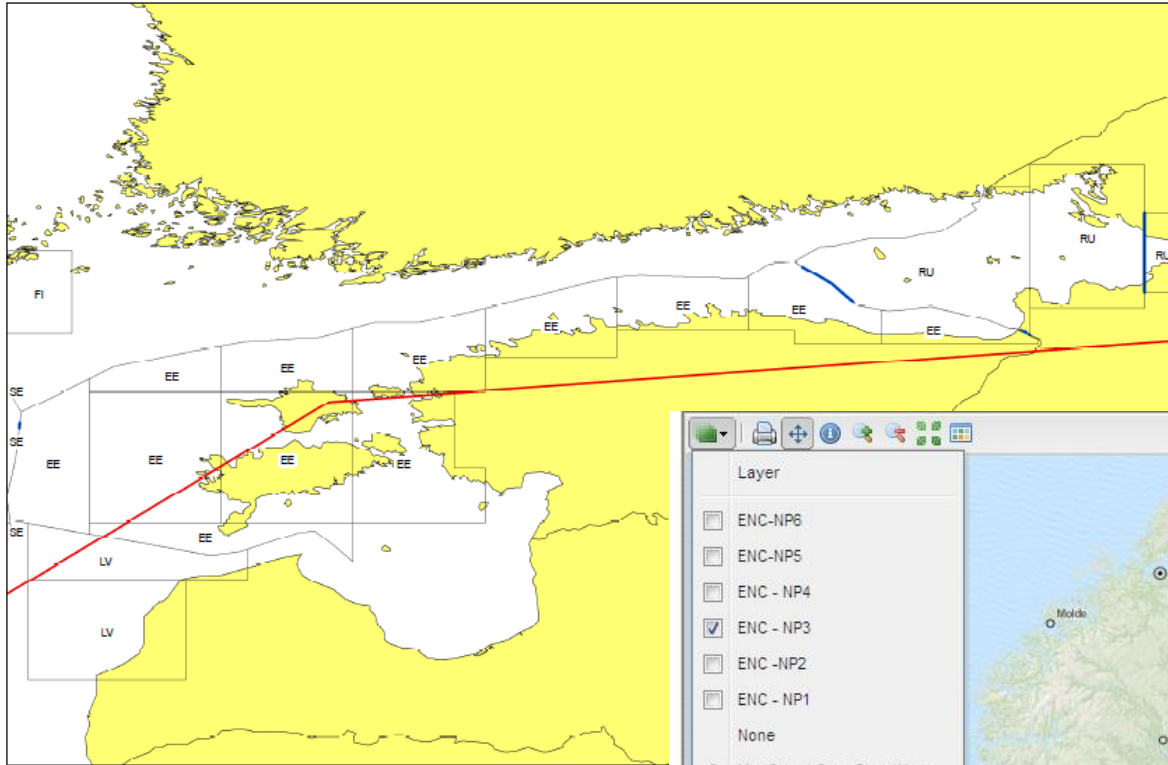 RU
RU
RU
FI
EE
EE
EE
EE
EE
EE
EE
SE
SE
EE
EE
EE
EE
SE
EE
LV
LV
Layer
ENC-NP6
ENC-NP5
ENC - NP4
ENC - NP3
ENC -NP2
ENC - NP1
None
Molde